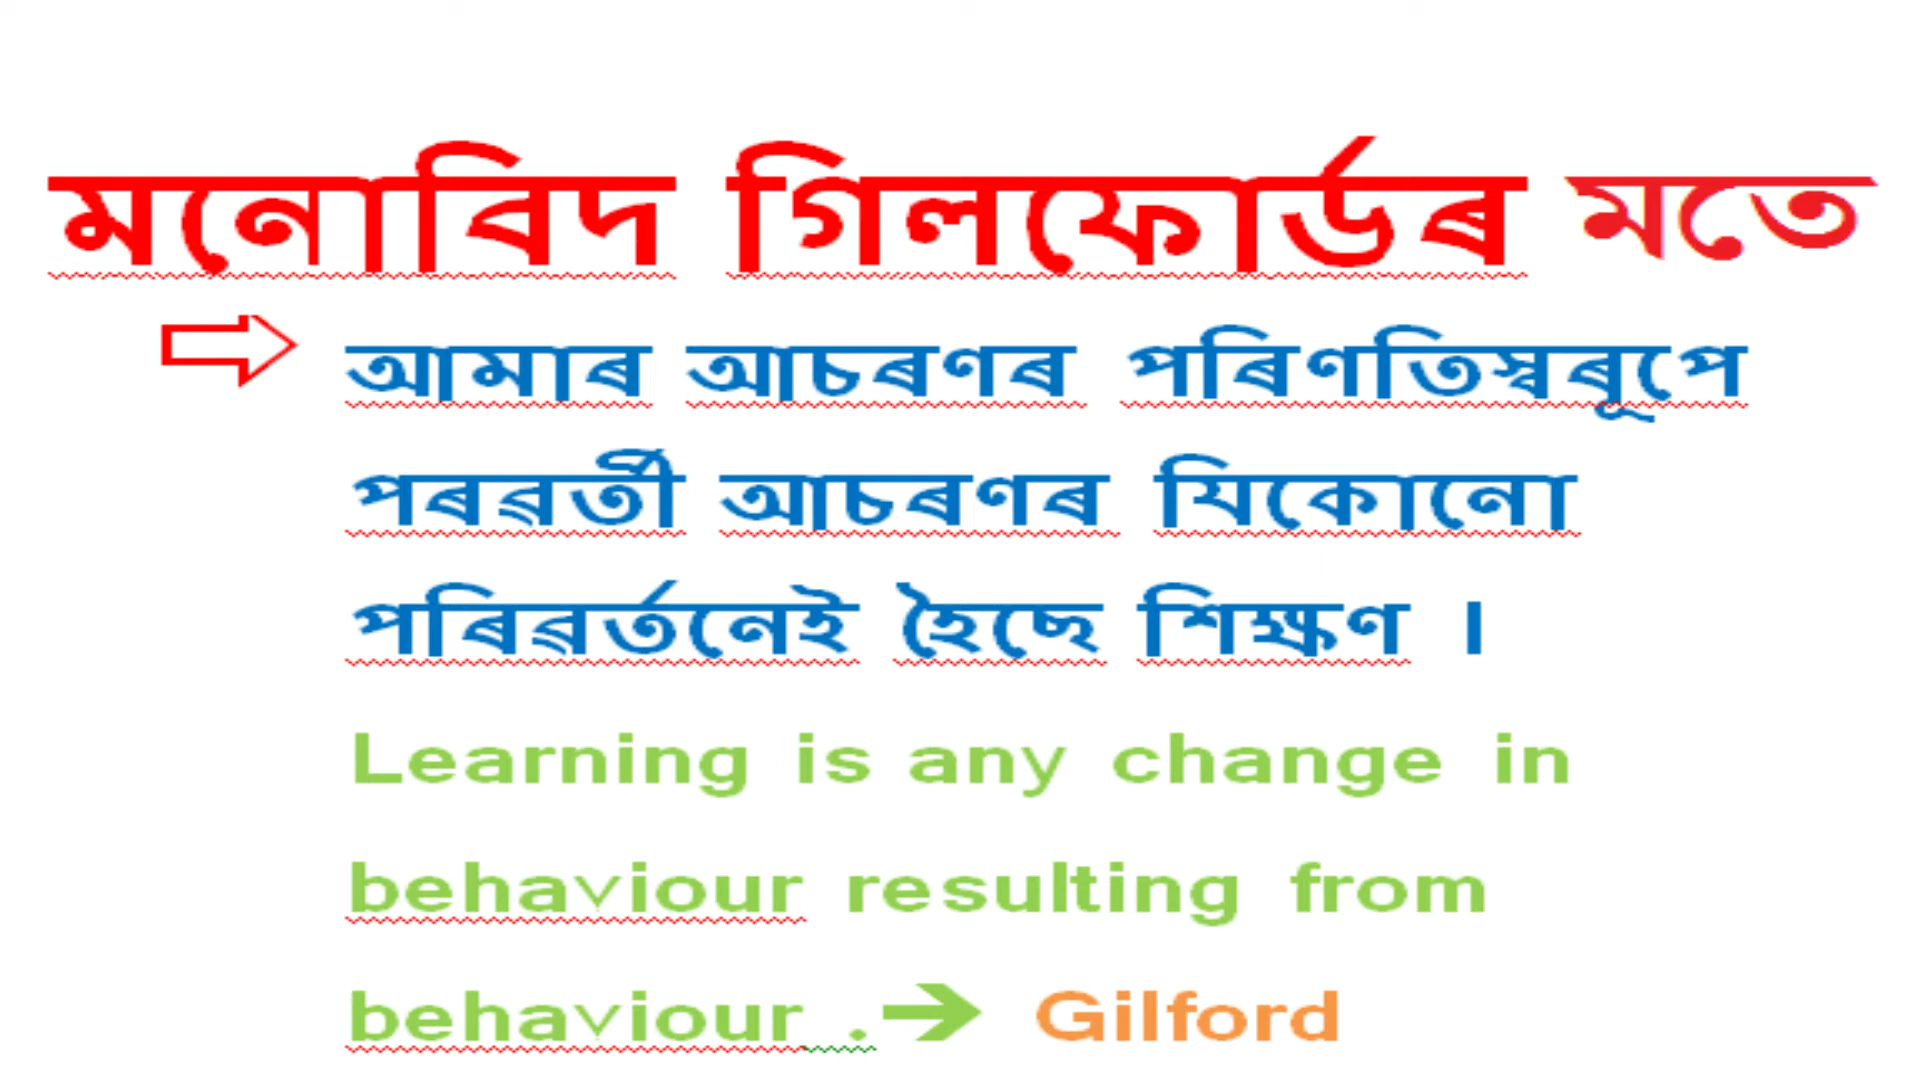 মনোবিদ গিলফোৰ্ডৰ মতে
⇨ আমাৰ আচৰণৰ পৰিণতিস্বৰূপে
পৰৱৰ্তী আচৰণৰ যিকোনো
পৰিৱৰ্তনেই হৈছে শিক্ষণ ।
Learning is any change in
behaviour resulting from
behaviour .➔ Gilford